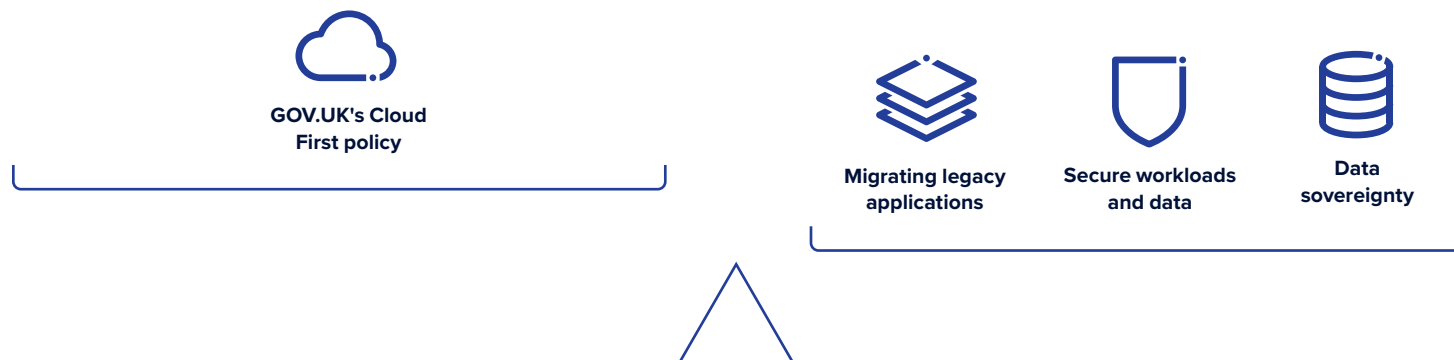 GOV.UK's Cloud
First policy
Migrating legacy
applications
Secure workloads
and data
Data
sovereignty